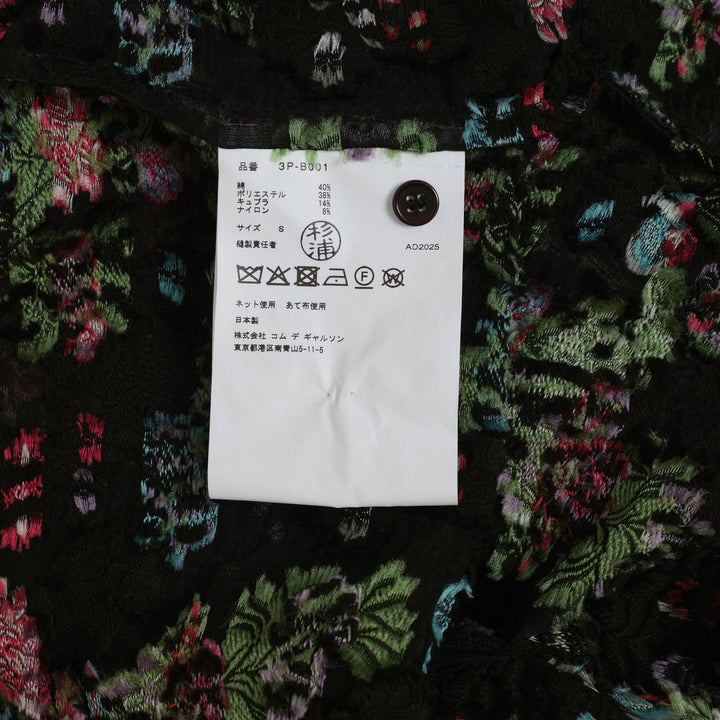 品番 3P-B001
綿 40%
ポリエステル 38%
キュプラ 14%
ナイロン 8%
サイズ S
縫製責任者 杉浦 AD2025
F W
ネット使用 あて布使用
日本製
株式会社 コム デ ギャルソン
東京都港区南青山5-11-5